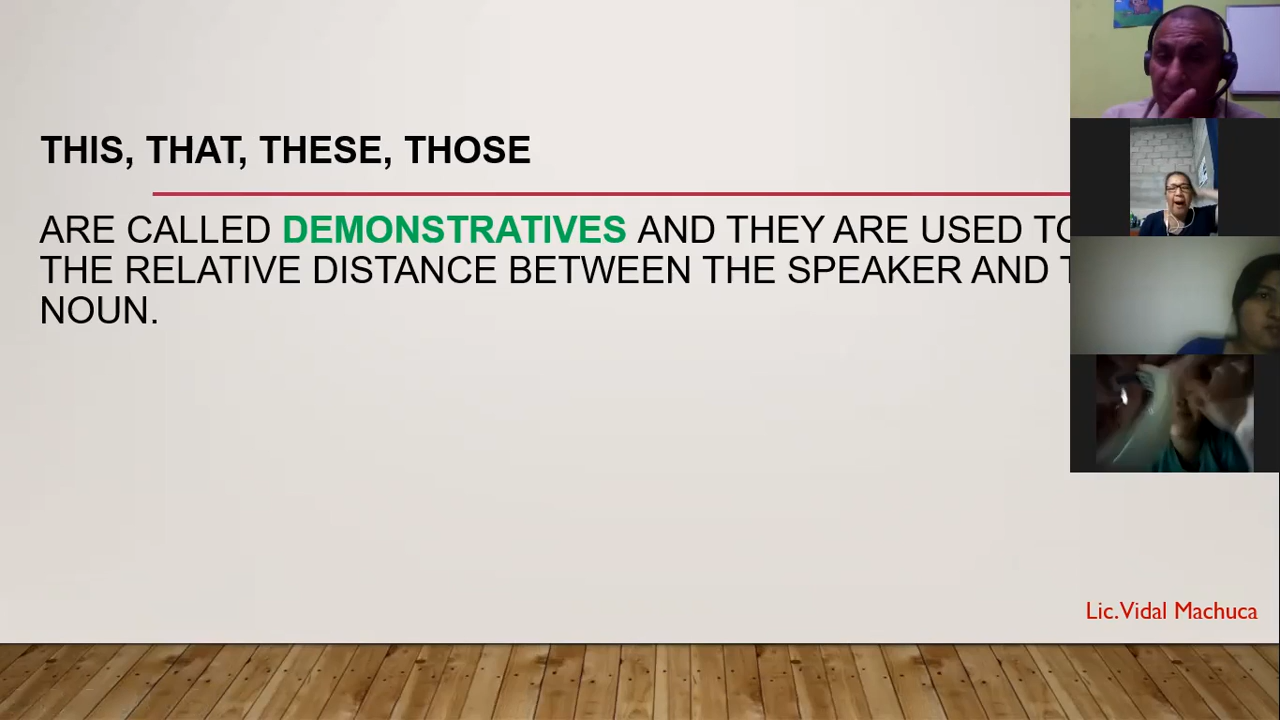 THIS, THAT, THESE, THOSE
ARE CALLED DEMONSTRATIVES AND THEY ARE USED TO
THE RELATIVE DISTANCE BETWEEN THE SPEAKER AND
NOUN.
Lic.Vidal Machuca